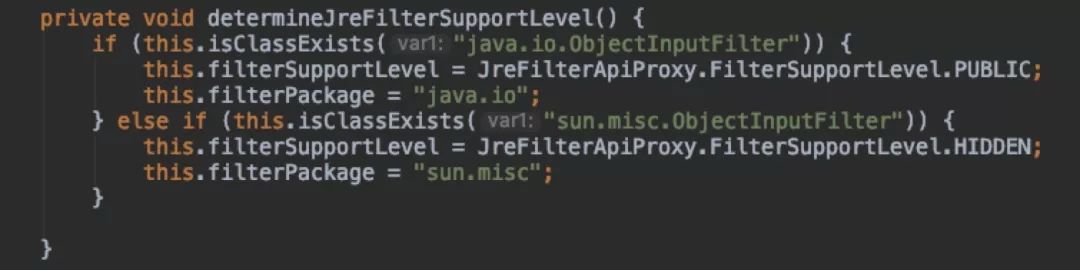 private void determineJreFilterSupportLevel() {
    if (this.isClassExists( var1: "java.io.ObjectInputFilter")) {
        this.filterSupportLevel = JreFilterApiProxy.FilterSupportLevel.PUBLIC;
        this.filterPackage = "java.io";
    } else if (this.isClassExists( var1: "sun.misc.ObjectInputFilter")) {
        this.filterSupportLevel = JreFilterApiProxy.FilterSupportLevel.HIDDEN;
        this.filterPackage = "sun.misc";
    }
}